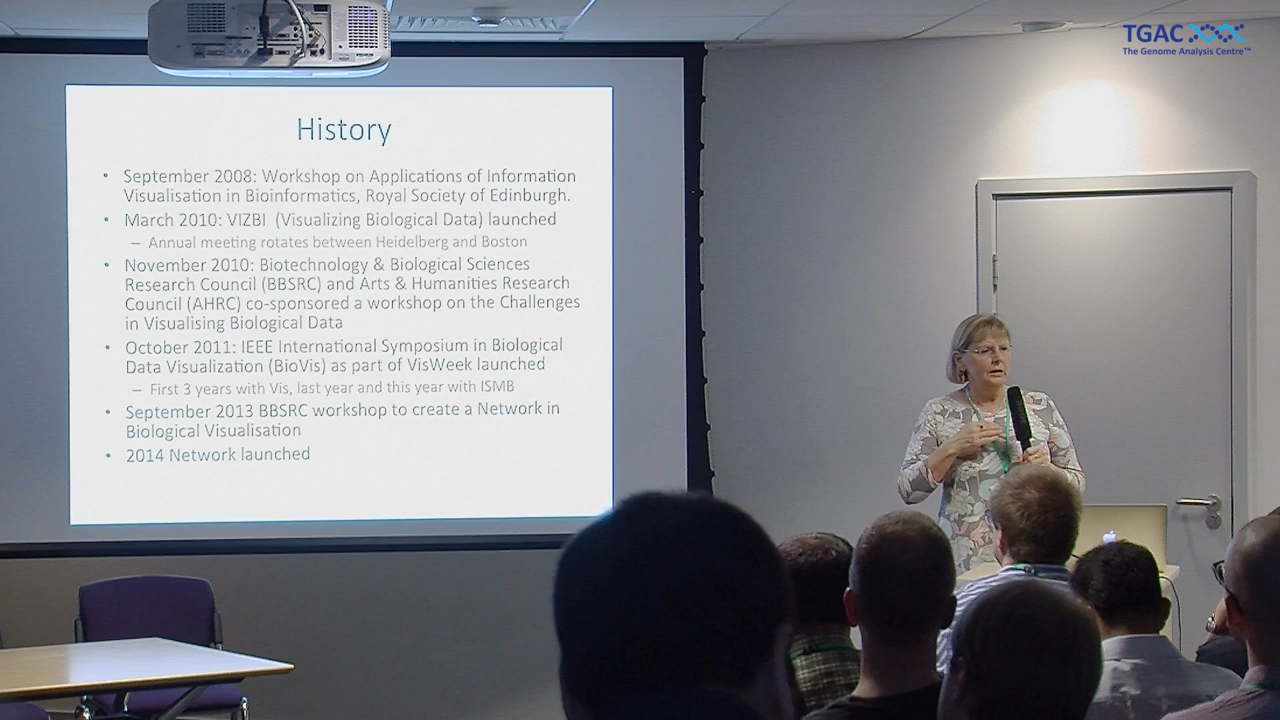 TGAC
The Genome Analysis Centre™
History
• September 2008: Workshop on Applications of Information
Visualisation in Bioinformatics, Royal Society of Edinburgh.
• March 2010: VIZBI (Visualizing Biological Data) launched
– Annual meeting rotates between Heidelberg and Boston
• November 2010: Biotechnology & Biological Sciences
Research Council (BBSRC) and Arts & Humanities Research
Council (AHRC) co-sponsored a workshop on the Challenges
in Visualising Biological Data
• October 2011: IEEE International Symposium in Biological
Data Visualization (BioVis) as part of VisWeek launched
– First 3 years with Vis, last year and this year with ISMB
• September 2013 BBSRC workshop to create a Network in
Biological Visualisation
• 2014 Network launched